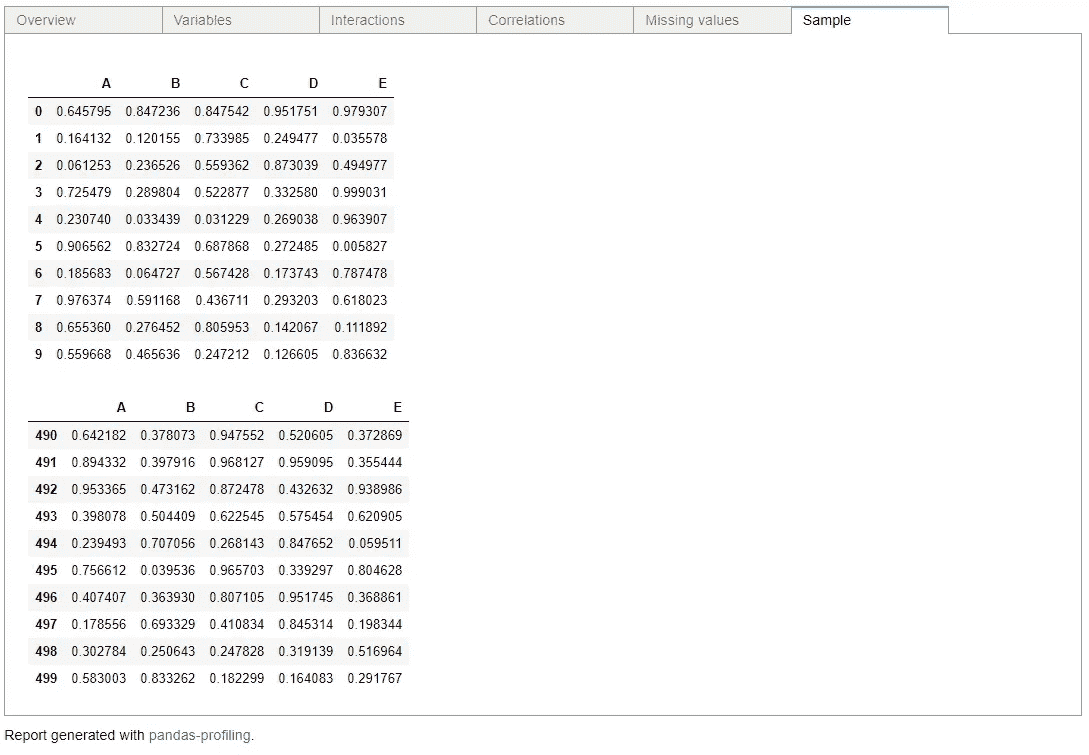 Overview Variables Interactions Correlations Missing values Sample
A B C D E
0 0.645795 0.847236 0.847542 0.951751 0.979307
1 0.164132 0.120155 0.733985 0.249477 0.035578
2 0.061253 0.236526 0.559362 0.873039 0.494977
3 0.725479 0.289804 0.522877 0.332580 0.999031
4 0.230740 0.033439 0.031229 0.269038 0.963907
5 0.906562 0.832724 0.687868 0.272485 0.005827
6 0.185683 0.064727 0.567428 0.173743 0.787478
7 0.976374 0.591168 0.436711 0.293203 0.618023
8 0.655360 0.276452 0.805953 0.142067 0.111892
9 0.559668 0.465636 0.247212 0.126605 0.836632
A B C D E
490 0.642182 0.378073 0.947552 0.520605 0.372869
491 0.894332 0.397916 0.968127 0.959095 0.355444
492 0.953365 0.473162 0.872478 0.432632 0.938986
493 0.398078 0.504409 0.622545 0.575454 0.620905
494 0.239493 0.707056 0.268143 0.847652 0.059511
495 0.756612 0.039536 0.965703 0.339297 0.804628
496 0.407407 0.363930 0.807105 0.951745 0.368861
497 0.178556 0.693329 0.410834 0.845314 0.198344
498 0.302784 0.250643 0.247828 0.319139 0.516964
499 0.583003 0.833262 0.182299 0.164083 0.291767
Report generated with pandas-profiling.